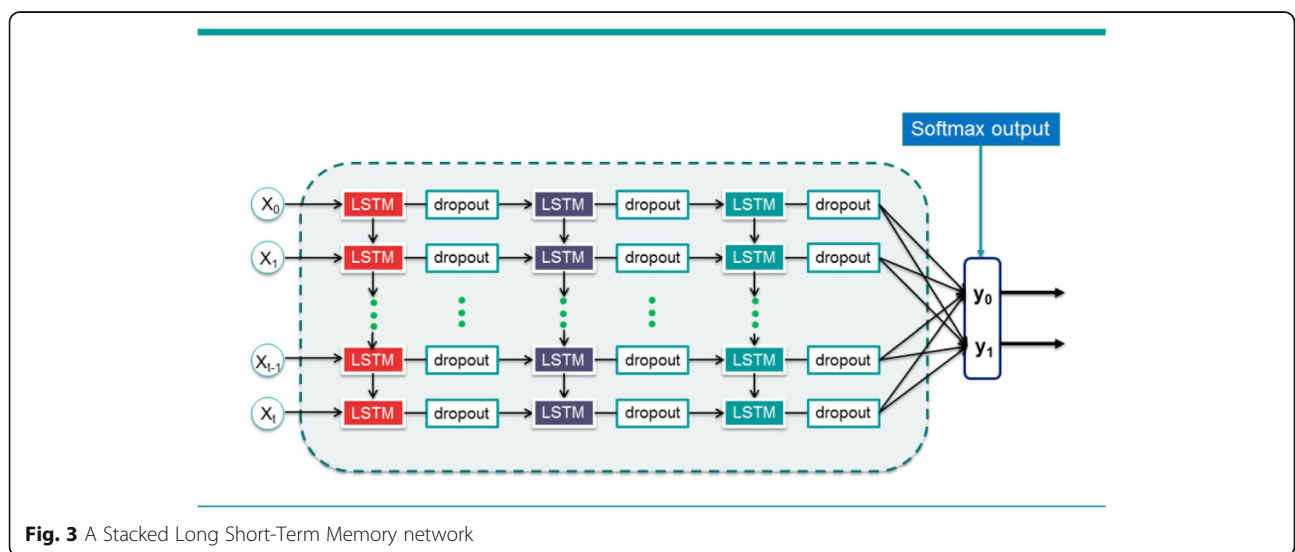 Softmax output
X0 LSTM dropout LSTM dropout LSTM dropout
X1 LSTM dropout LSTM dropout LSTM dropout
y0
y1
Xt-1 LSTM dropout LSTM dropout LSTM dropout
Xt LSTM dropout LSTM dropout LSTM dropout
Fig. 3 A Stacked Long Short-Term Memory network